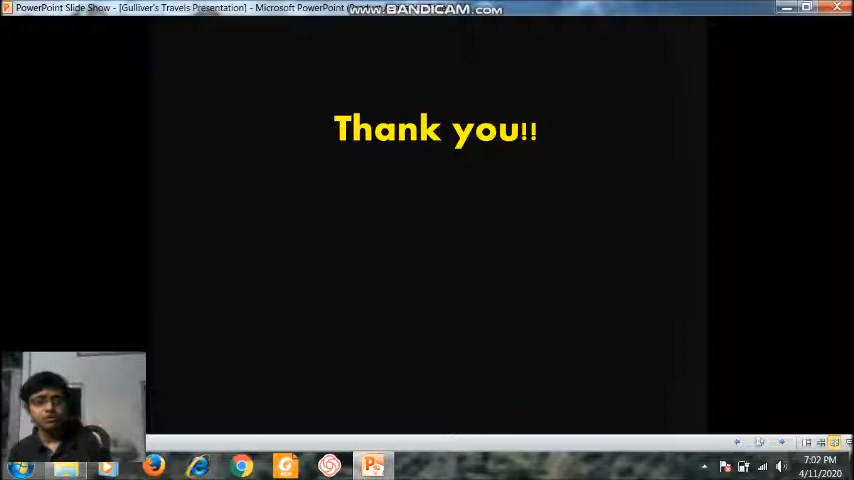 PowerPoint Slide Show - [Gulliver's Travels Presentation] - Microsoft PowerPoint
www.BANDICAM.com
Thank you!!
7:02 PM
4/11/2020